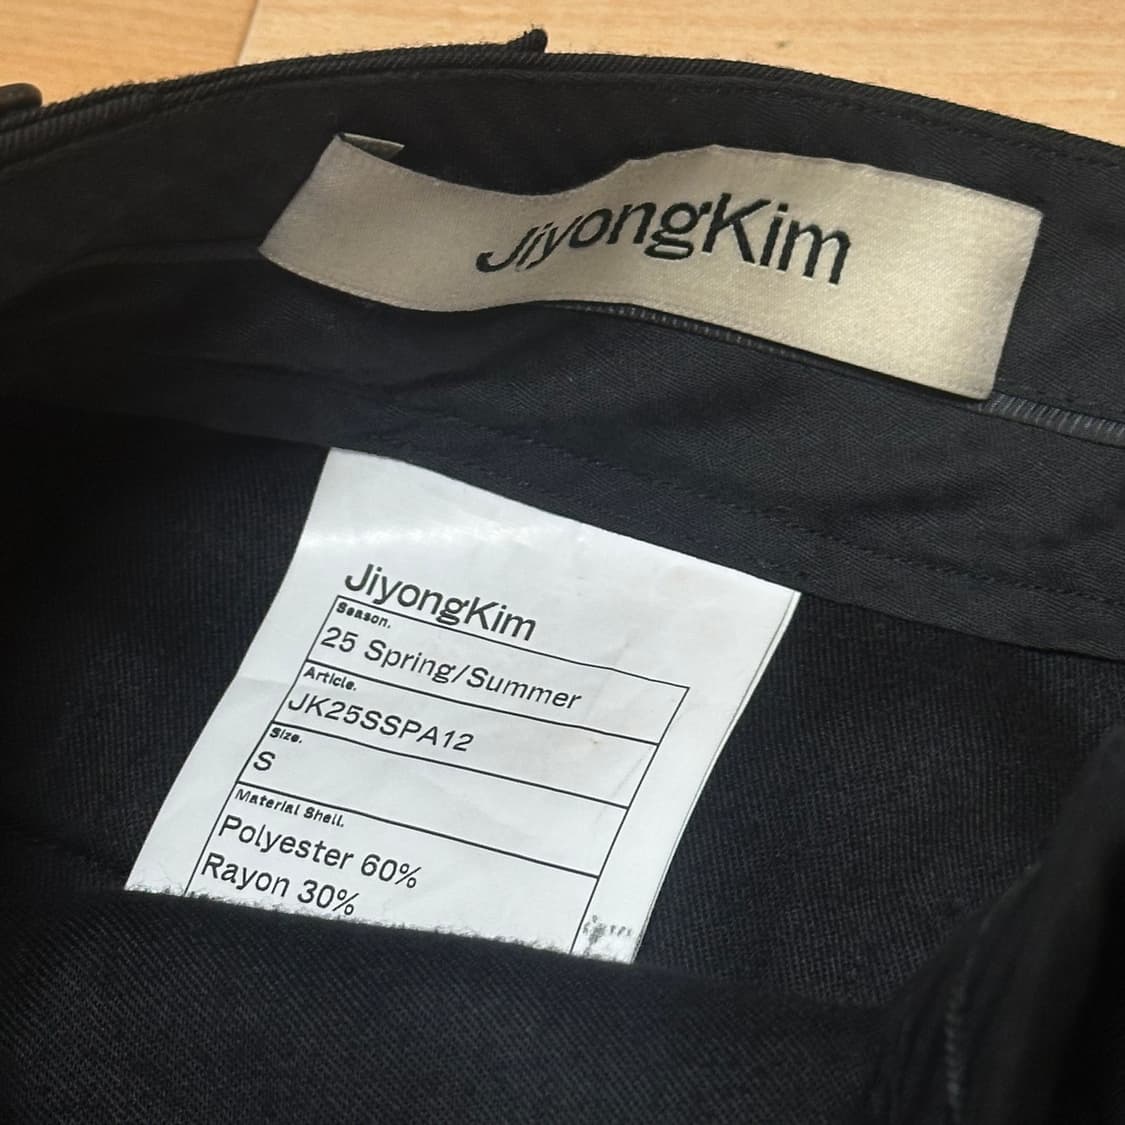 JiyongKim
JiyongKim
Season.
25 Spring/Summer
Article.
JK25SSPA12
Size.
S
Material Shell.
Polyester 60%
Rayon 30%